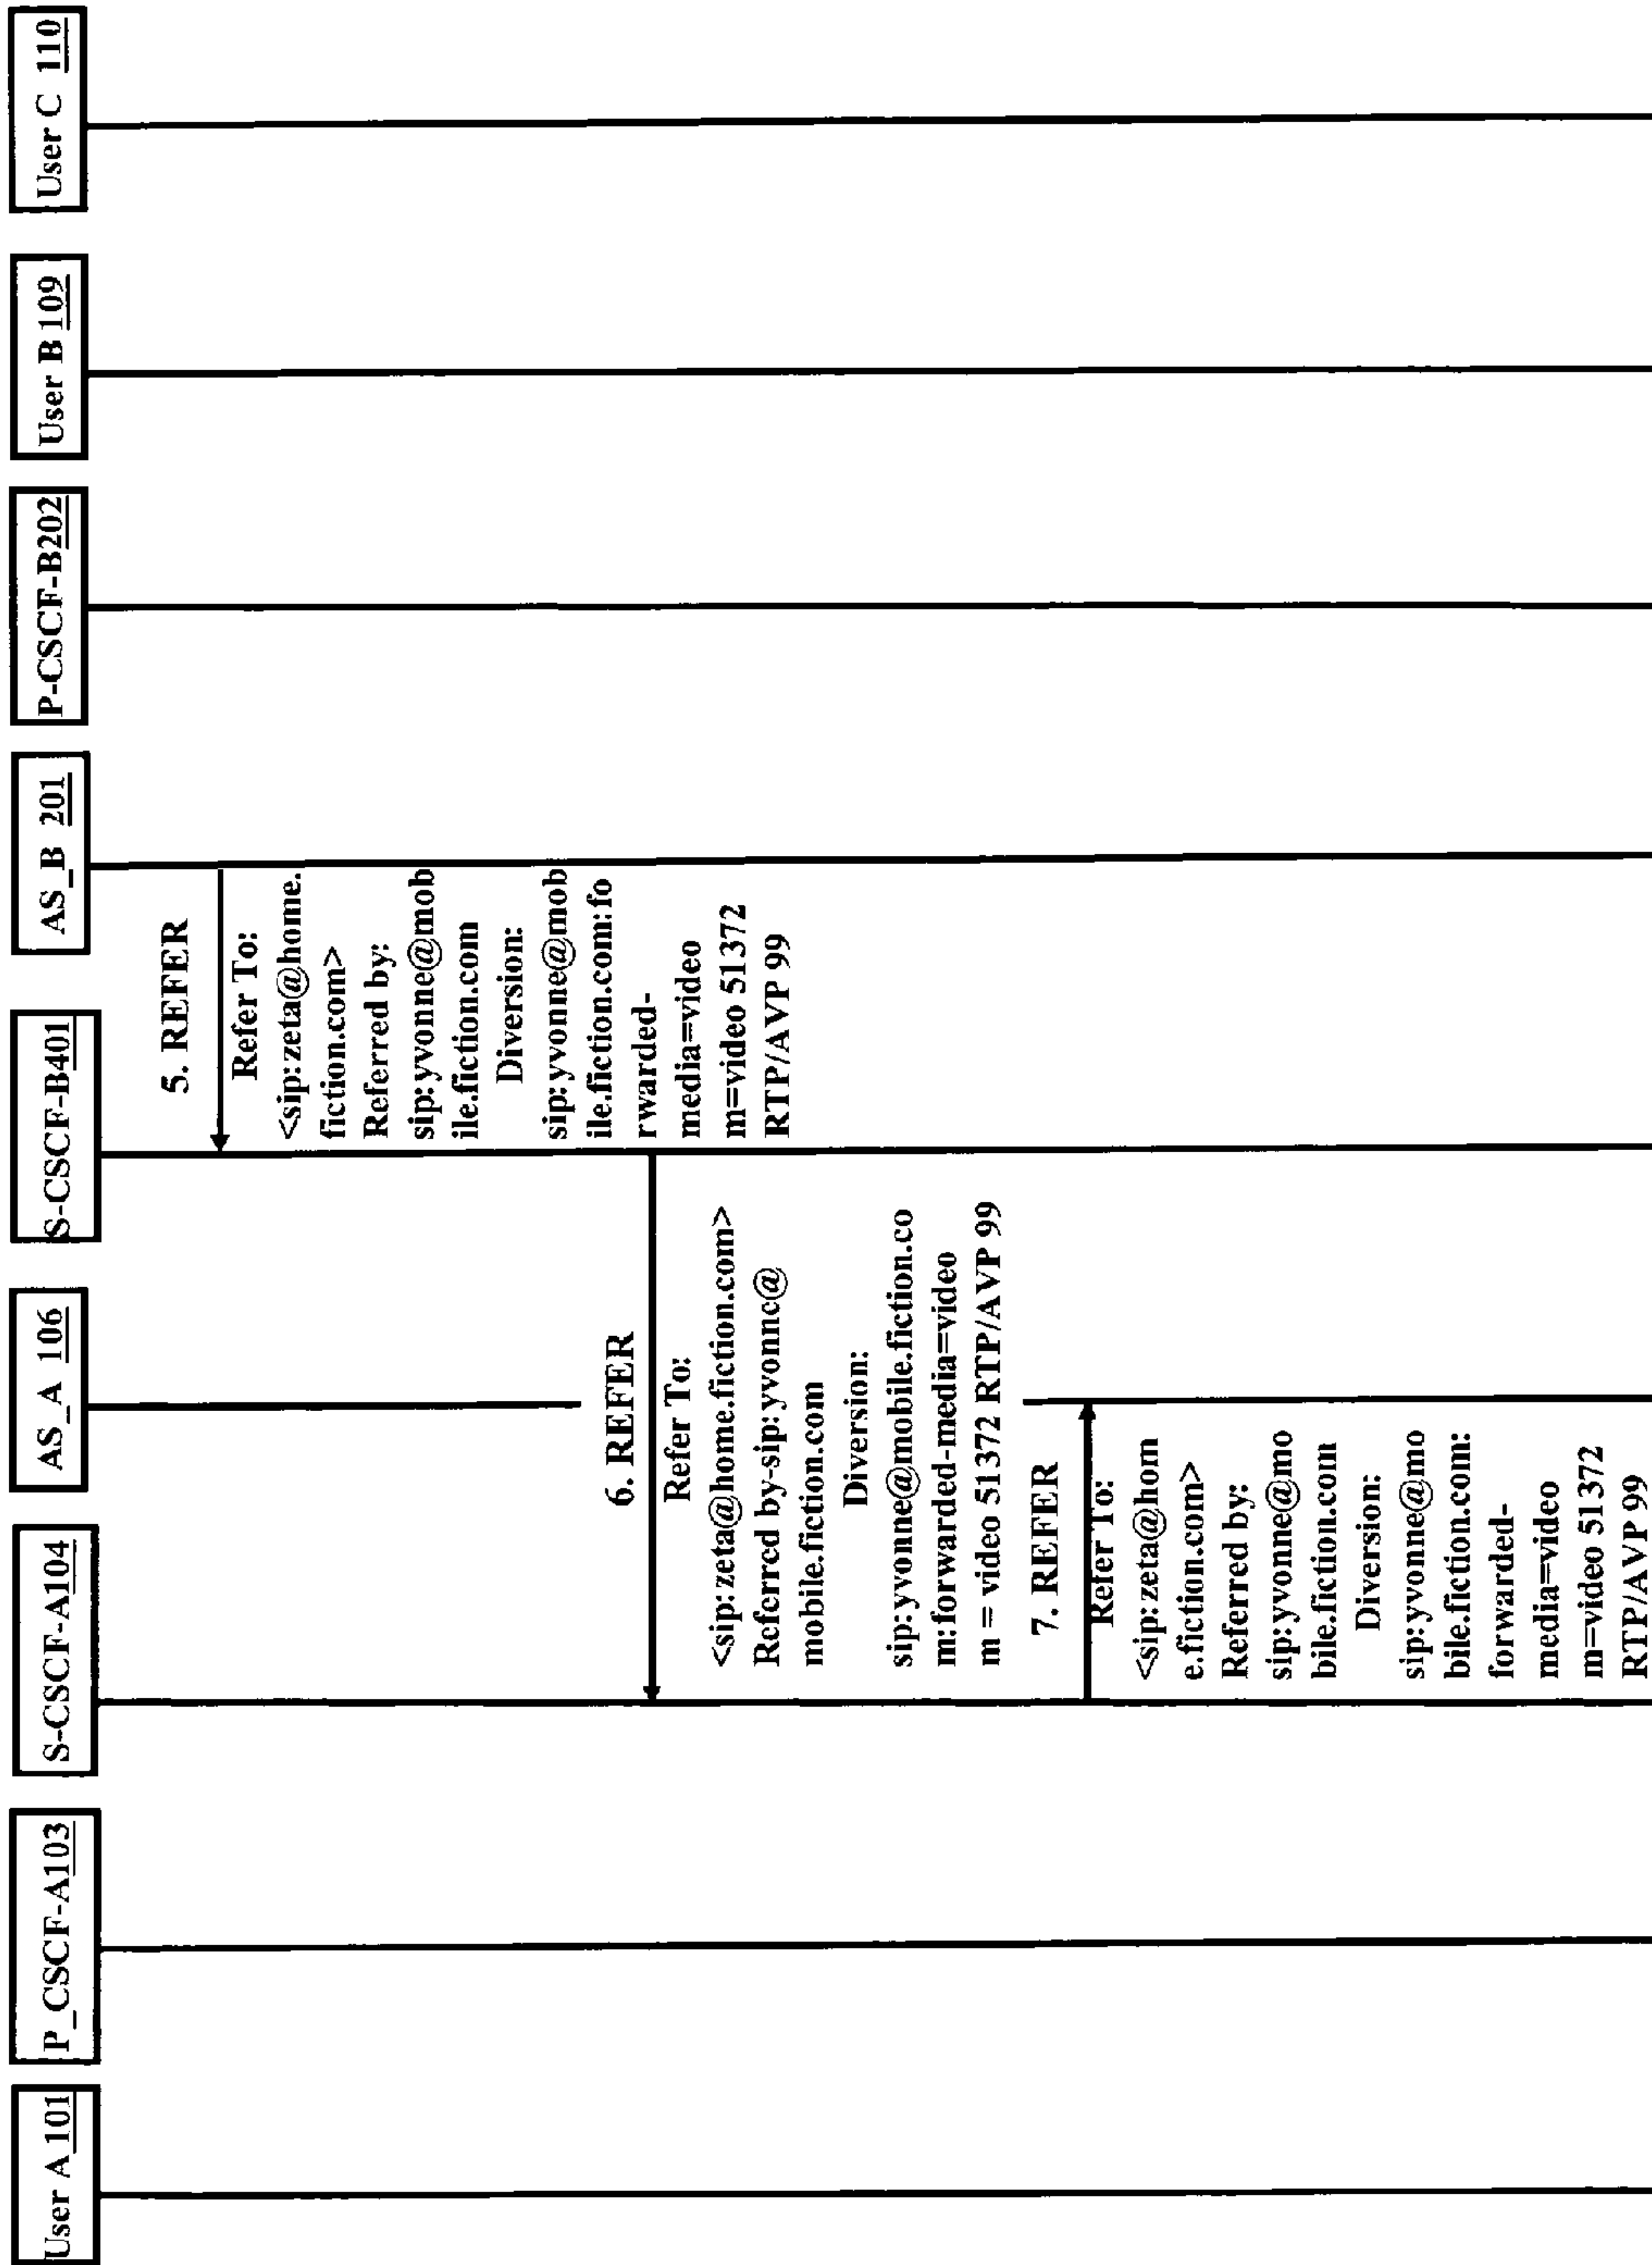 User A 101
P_CSCF-A103
S-CSCF-A104
AS_A 106
S-CSCF-B401
AS_B 201
P-CSCF-B202
User B 109
User C 110
5. REFER
Refer To:
<sip:zeta@home.
fiction.com>
Referred by:
sip:yvonne@mob
ile.fiction.com
Diversion:
sip:yvonne@mob
ile.fiction.com:fo
rwarded-
media=video
m=video 51372
RTP/AVP 99
6. REFER
Refer To:
<sip:zeta@home.fiction.com>
Referred by-sip:yvonne@
mobile.fiction.com
Diversion:
sip:yvonne@mobile.fiction.co
m:forwarded-media=video
m = video 51372 RTP/AVP 99
7. REFER
Refer To:
<sip:zeta@hom
e.fiction.com>
Referred by:
sip:yvonne@mo
bile.fiction.com
Diversion:
sip:yvonne@mo
bile.fiction.com:
forwarded-
media=video
m=video 51372
RTP/AVP 99